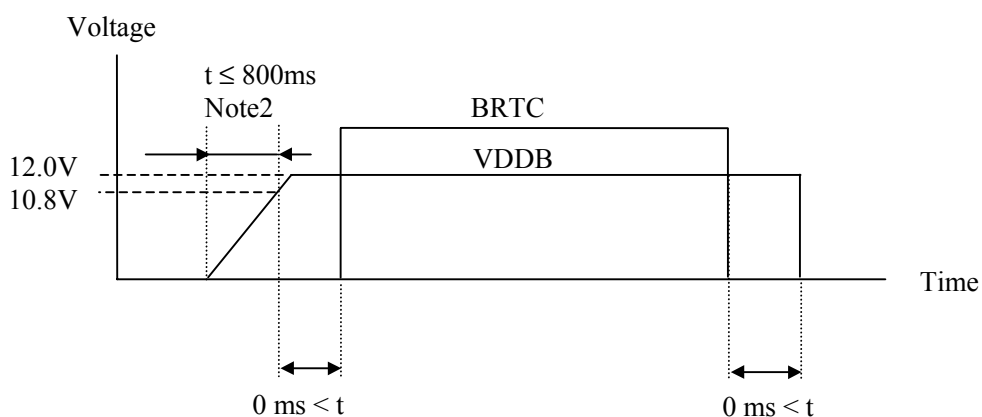 Voltage
t ≤ 800ms
Note2
BRTC
12.0V
VDDB
10.8V
Time
0 ms < t
0 ms < t